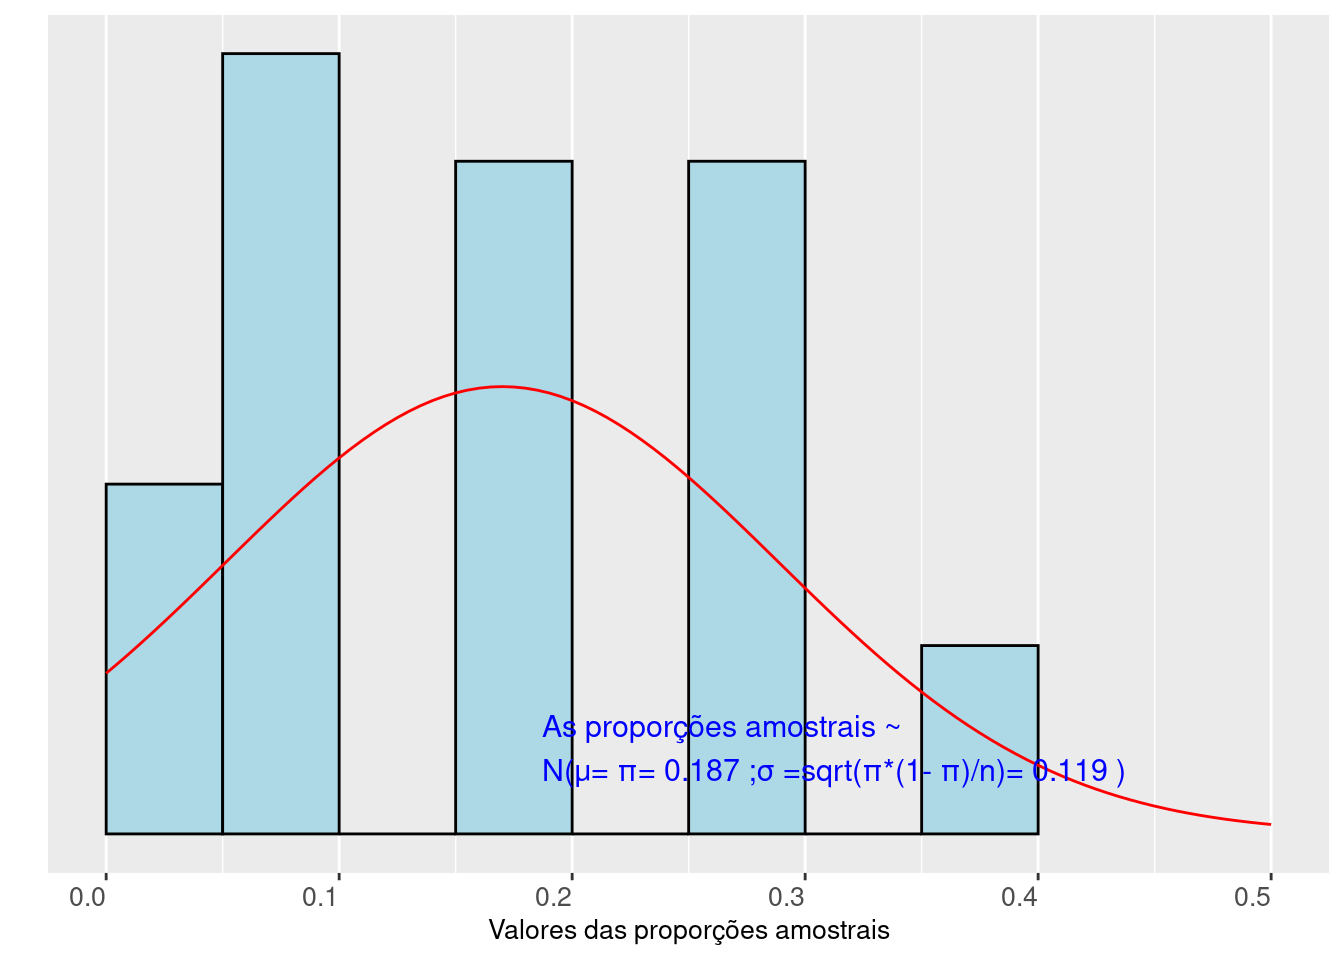 As proporções amostrais ~
N(μ= π= 0.187 ;σ =sqrt(π*(1- π)/n)= 0.119 )
0.0 0.1 0.2 0.3 0.4 0.5
Valores das proporções amostrais